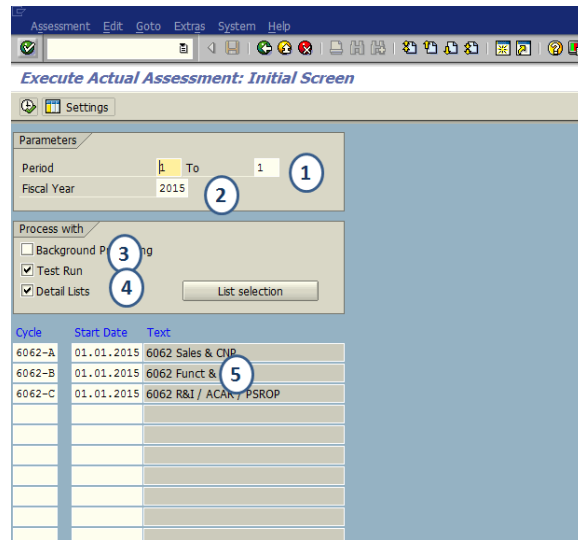 Assessment Edit Goto Extras System Help
Execute Actual Assessment: Initial Screen
Settings
Parameters
Period 1 To 1 1
Fiscal Year 2015 2
Process with
Background 3 ng
Test Run
Detail Lists 4 List selection
Cycle Start Date Text
6062-A 01.01.2015 6062 Sales & CNP
6062-B 01.01.2015 6062 Funct & 5
6062-C 01.01.2015 6062 R&I / ACAR / PSROP